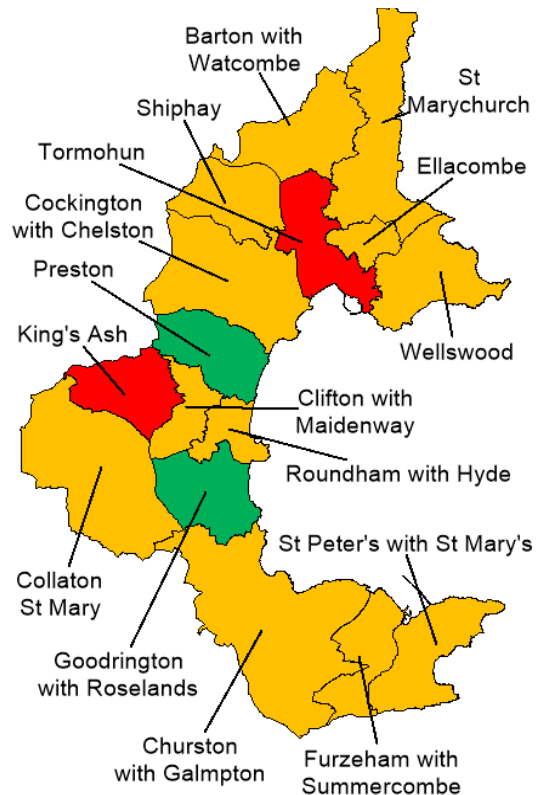 Barton with
Watcombe
St
Marychurch
Shiphay
Tormohun
Ellacombe
Cockington
with Chelston
Preston
King's Ash
Wellswood
Clifton with
Maidenway
Roundham with Hyde
St Peter's with St Mary's
Collaton
St Mary
Goodrington
with Roselands
Churston
with Galmpton
Furzeham with
Summercombe